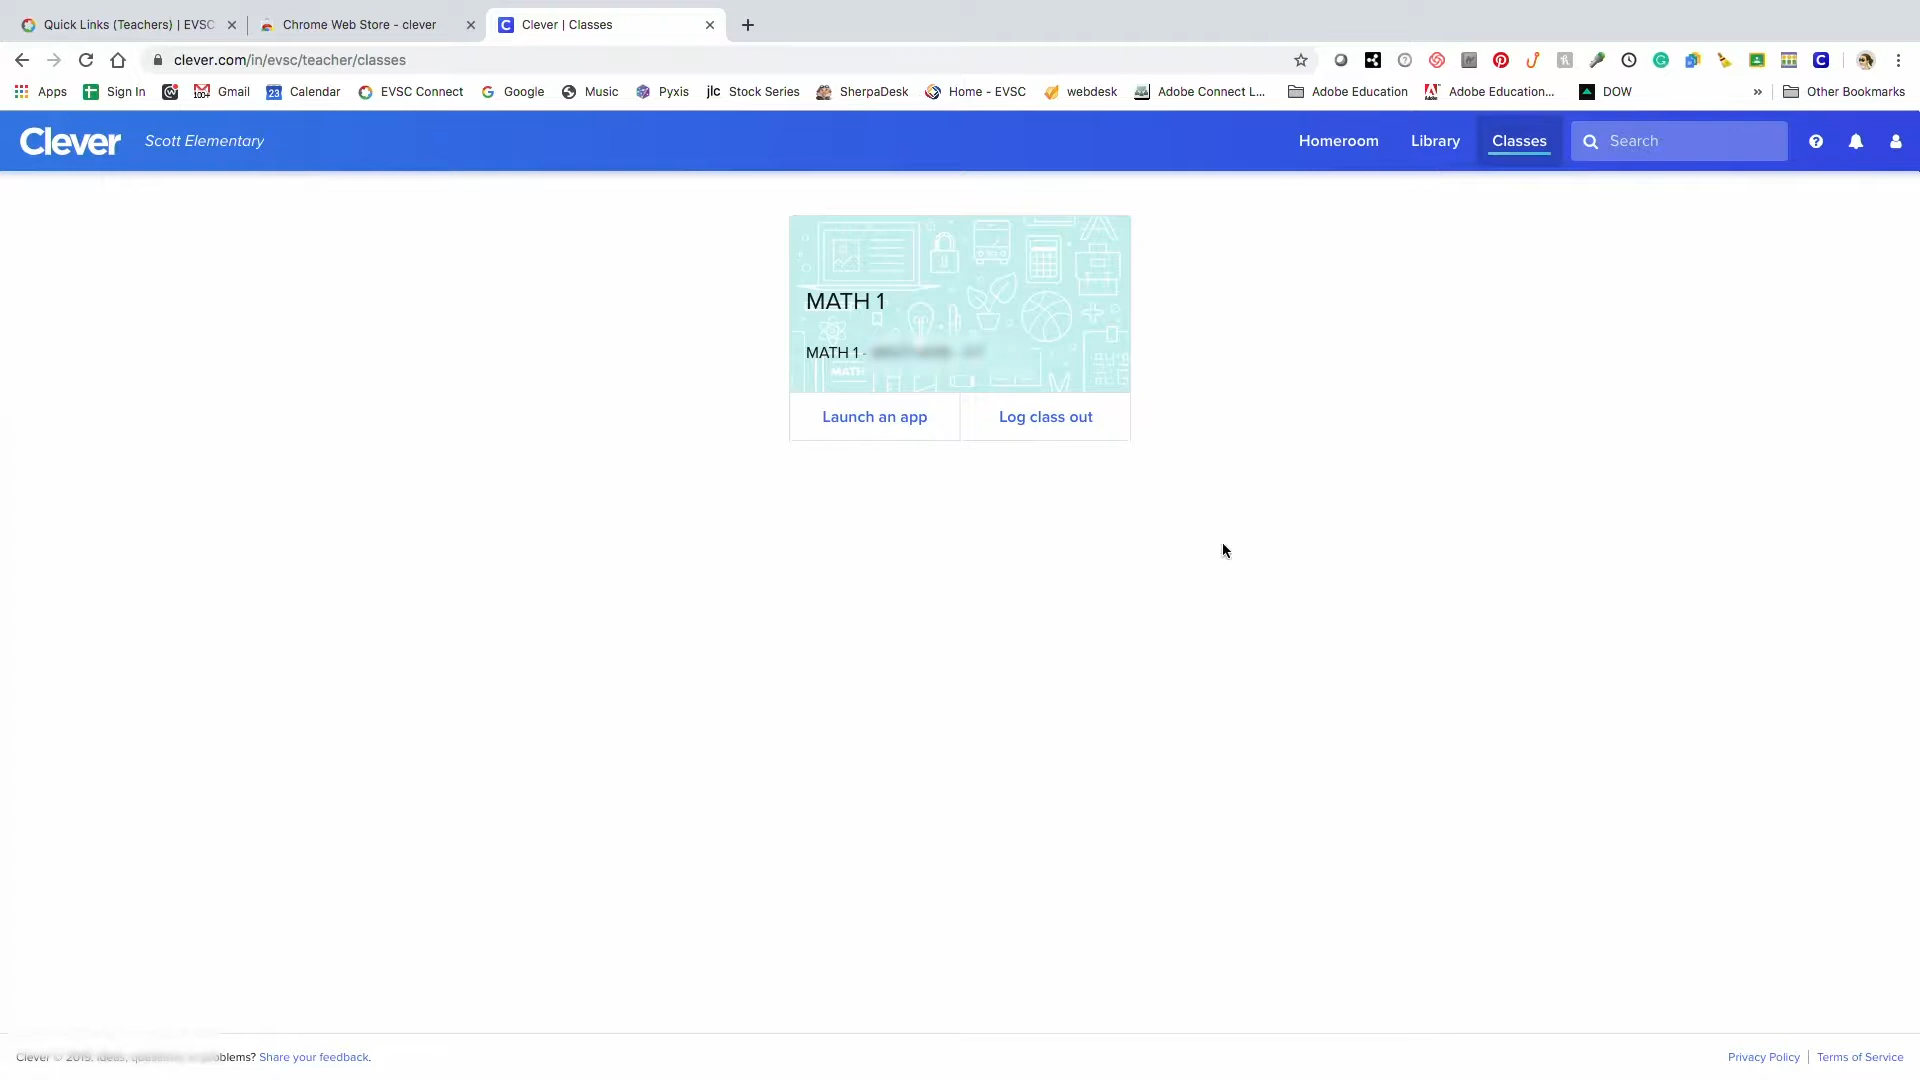 Quick Links (Teachers) | EVSC
Chrome Web Store - clever
Clever | Classes
clever.com/in/evsc/teacher/classes
Apps
Sign In
Gmail
23 Calendar
EVSC Connect
Google
Music
Pyxis
jlc Stock Series
SherpaDesk
Home - EVSC
webdesk
Adobe Connect L...
Adobe Education
Adobe Education...
DOW
»
Other Bookmarks
Clever
Scott Elementary
Homeroom
Library
Classes
Search
MATH 1
MATH 1 -
MATH
Launch an app
Log class out
Clever © 2019. Ideas, questions or problems? Share your feedback.
Privacy Policy
Terms of Service